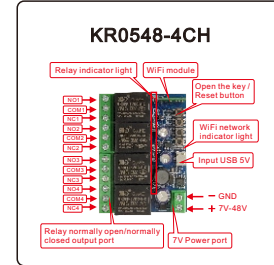 KR0548-4CH
Relay indicator light
WiFi module
Open the key /
Reset button
NO1
COM1
NC1
NO2
COM2
NC2
NO3
COM3
NC3
NO4
COM4
NC4
WiFi network
indicator light
Input USB 5V
GND
7V-48V
Relay normally open/normally
closed output port
7V Power port